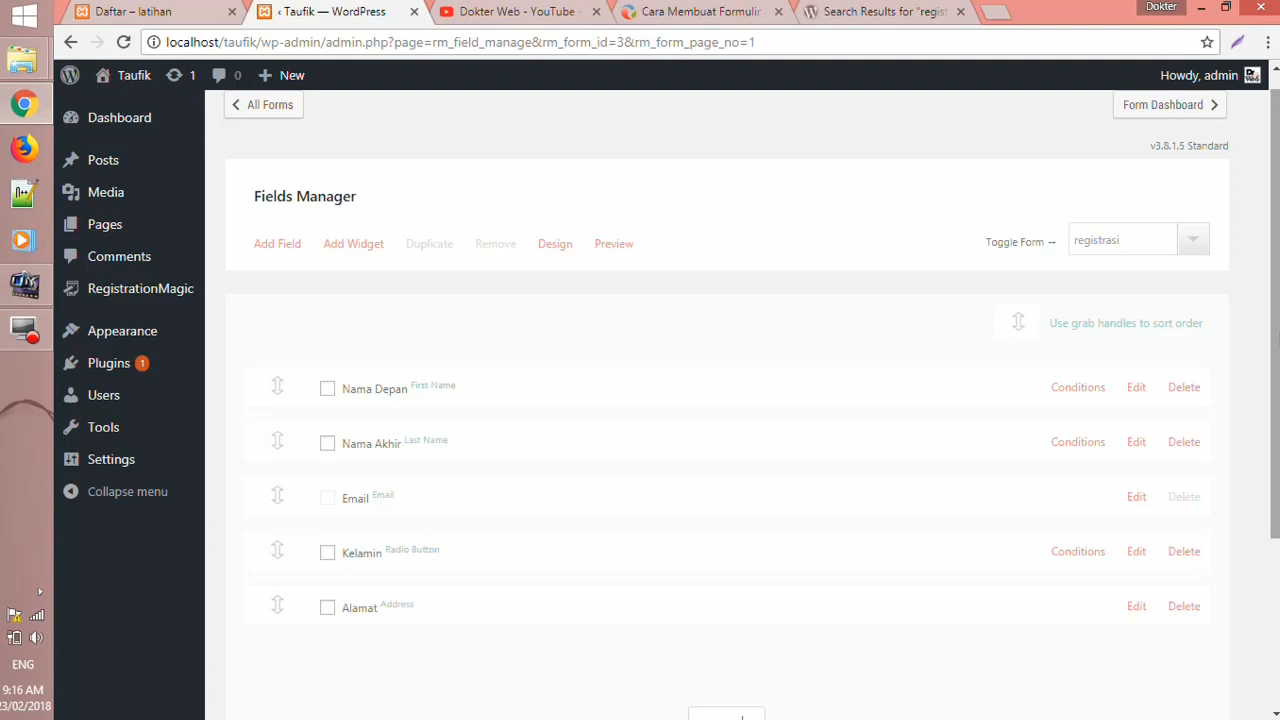 Daftar – latihan
‹ Taufik — WordPress
Dokter Web - YouTube
Cara Membuat Formulir
Search Results for "regist
Dokter
localhost/taufik/wp-admin/admin.php?page=rm_field_manage&rm_form_id=3&rm_form_page_no=1
Taufik
1
0
New
Howdy, admin
Dashboard
Posts
Media
Pages
Comments
RegistrationMagic
Appearance
Plugins 1
Users
Tools
Settings
Collapse menu
All Forms
Form Dashboard
v3.8.1.5 Standard
Fields Manager
Add Field
Add Widget
Duplicate
Remove
Design
Preview
Toggle Form →
registrasi
Use grab handles to sort order
Nama Depan First Name
Conditions Edit Delete
Nama Akhir Last Name
Conditions Edit Delete
Email Email
Edit Delete
Kelamin Radio Button
Conditions Edit Delete
Alamat Address
Edit Delete
ENG
9:16 AM
23/02/2018